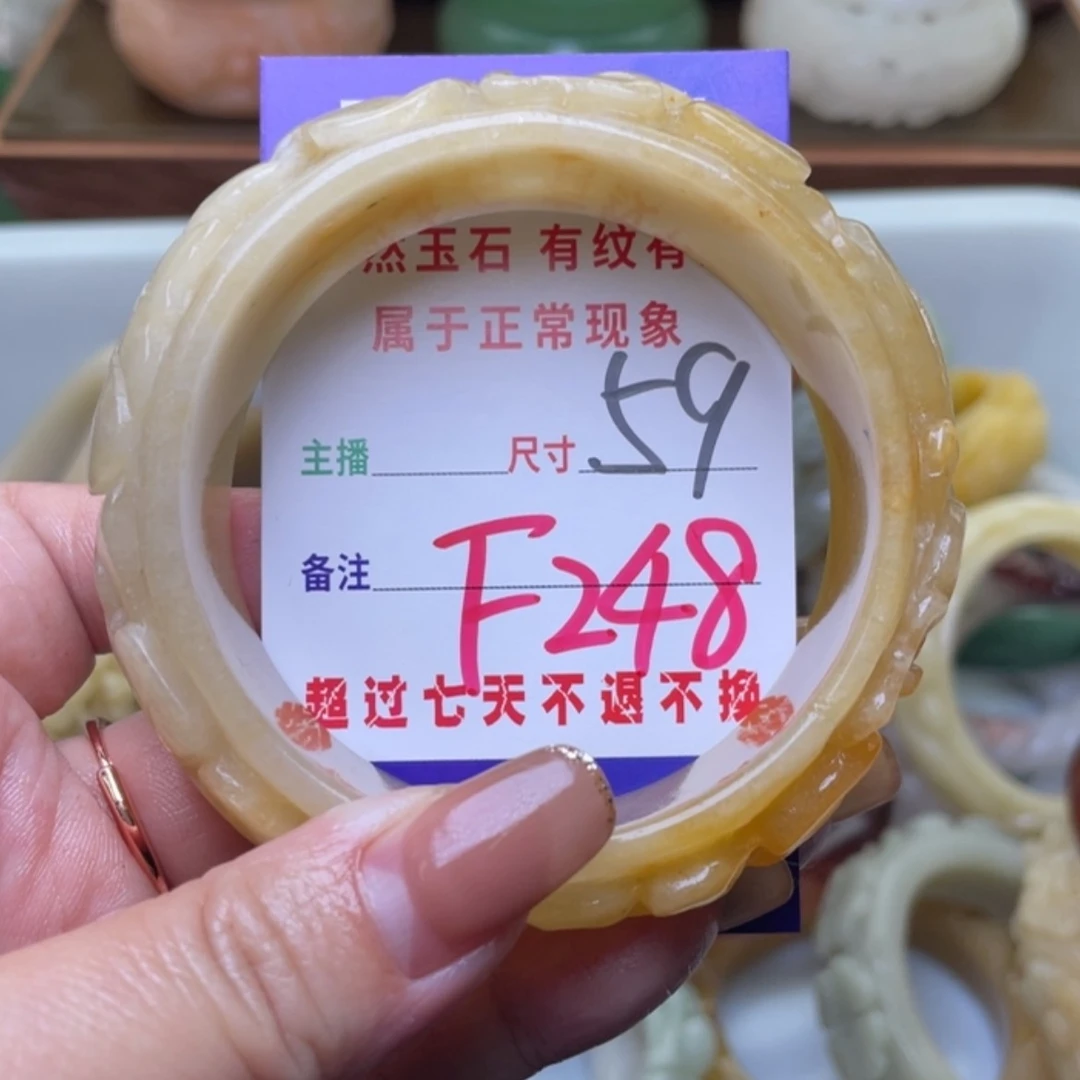 然玉石 有纹有
属于正常现象
主播 尺寸 59
备注 F248
超过七天不退不换